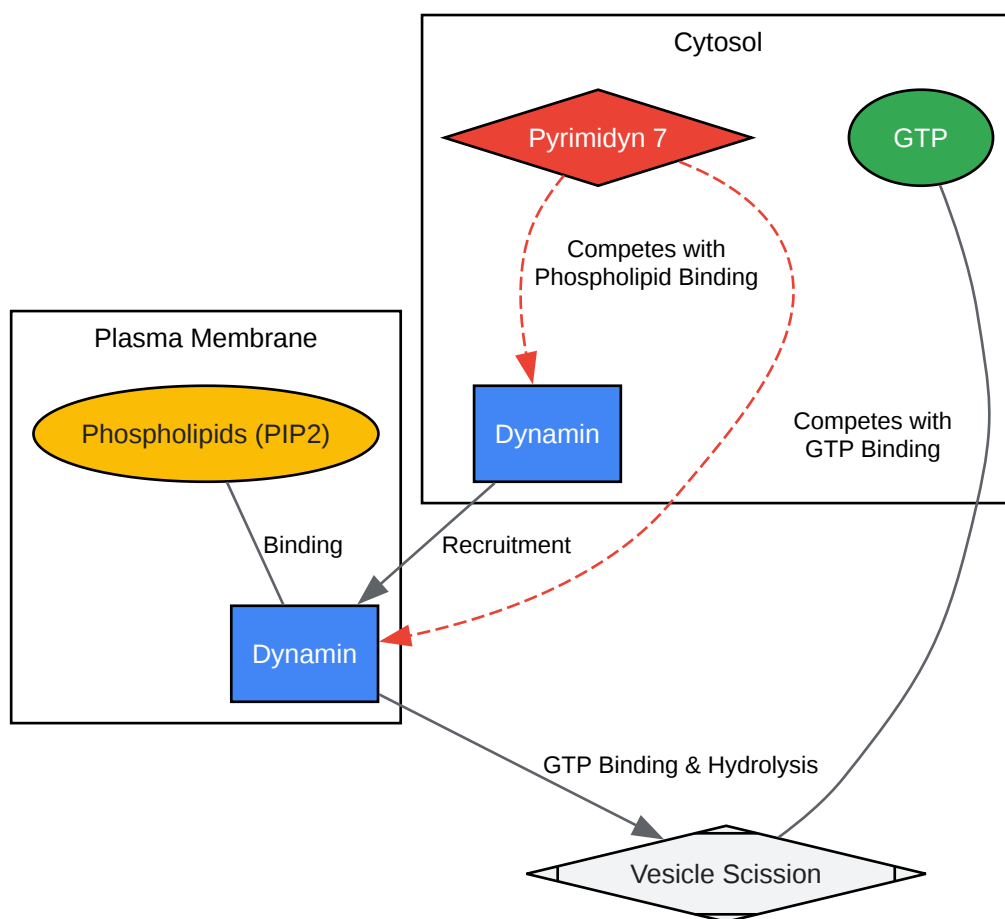 Cytosol
Pyrimidyn 7
GTP
Competes with
Phospholipid Binding
Plasma Membrane
Phospholipids (PIP2)
Dynamin
Competes with
GTP Binding
Binding
Recruitment
Dynamin
GTP Binding & Hydrolysis
Vesicle Scission